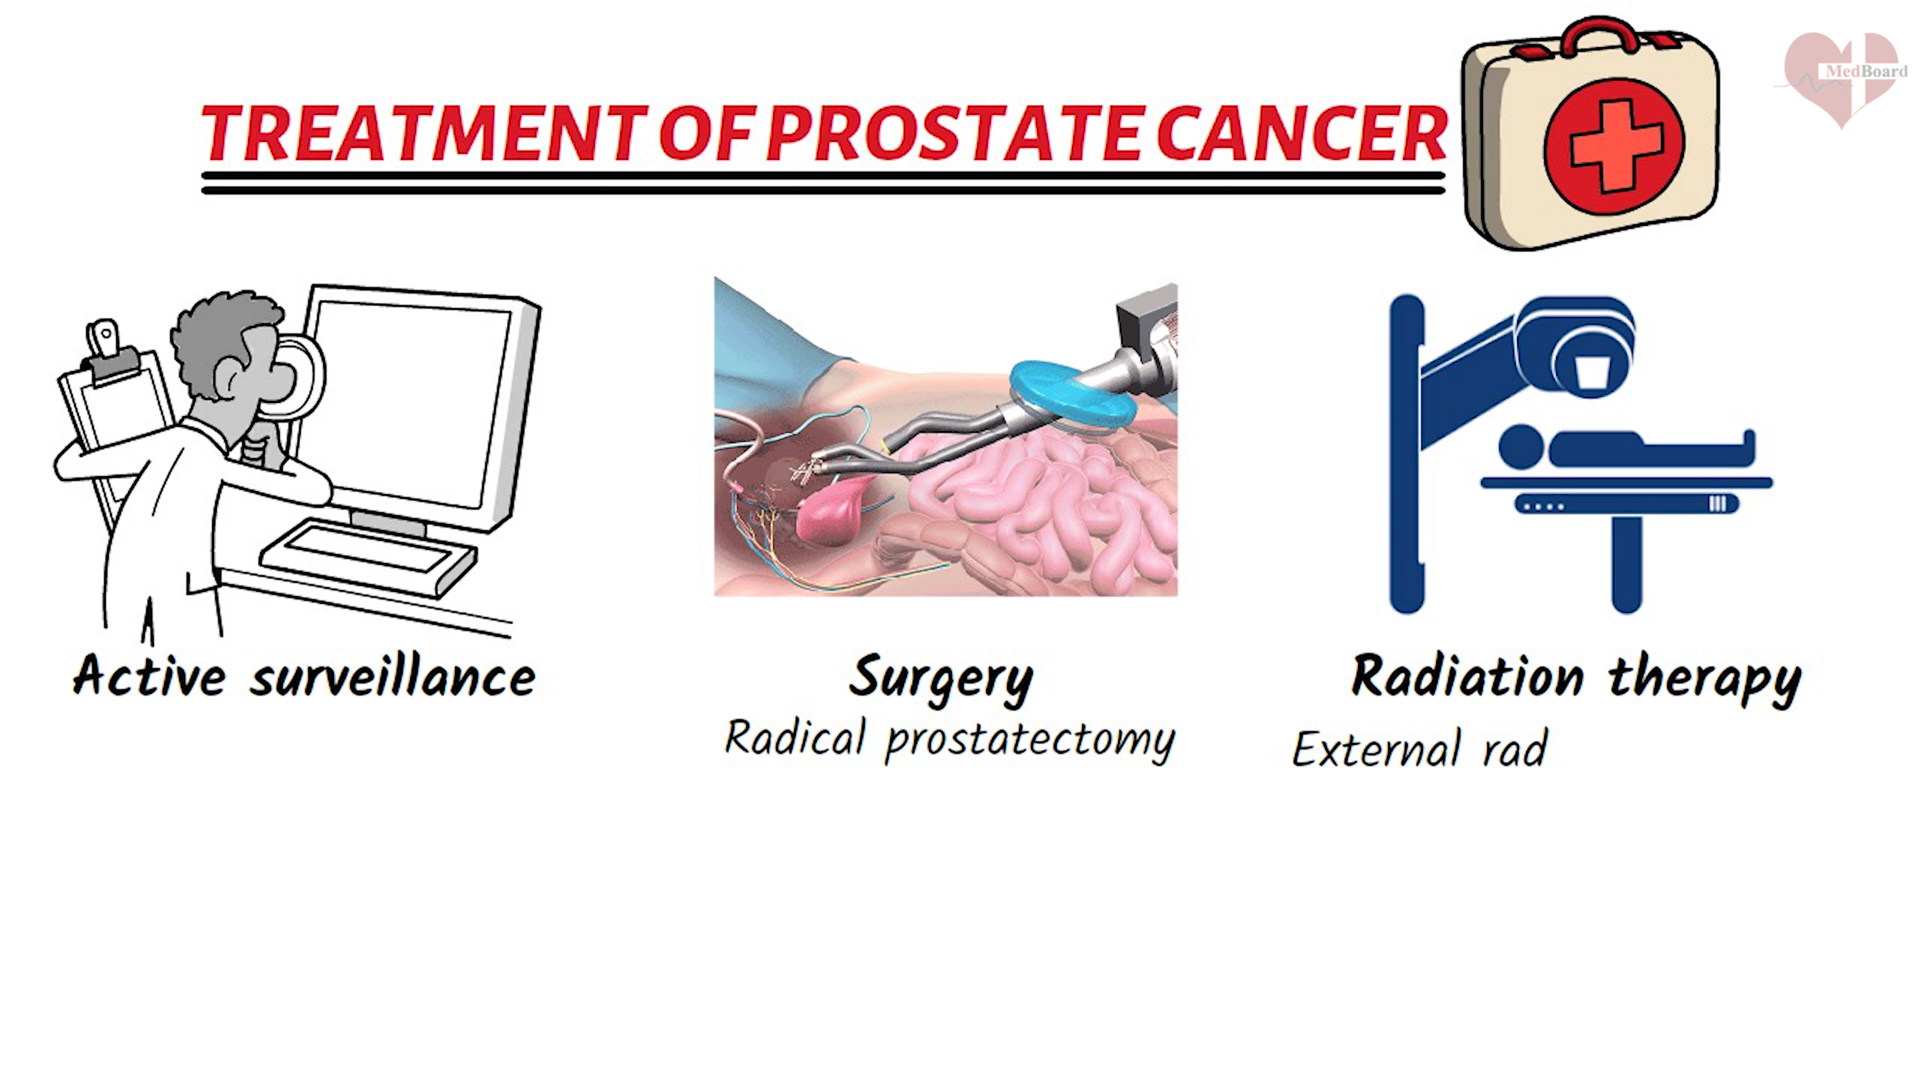 MedBoard
TREATMENT OF PROSTATE CANCER
Active surveillance
Surgery
Radical prostatectomy
Radiation therapy
External rad